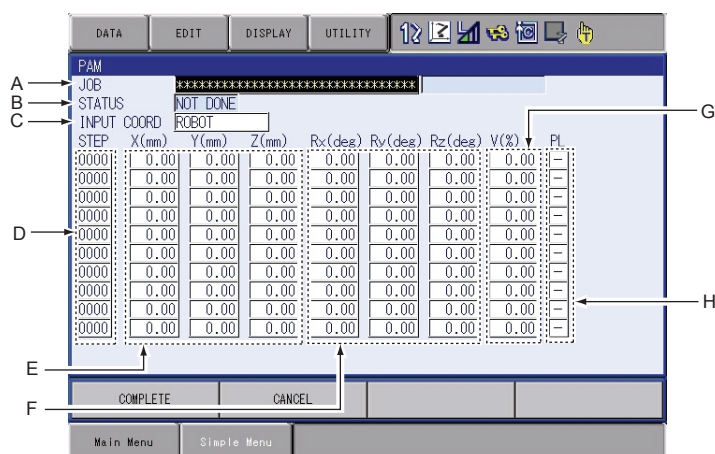 DATA EDIT DISPLAY UTILITY
PAM
A JOB ********************************
B STATUS NOT DONE
C INPUT COORD ROBOT
G
STEP X(mm) Y(mm) Z(mm) Rx(deg) Ry(deg) Rz(deg) V(%) PL
0000 0.00 0.00 0.00 0.00 0.00 0.00 0.00 -
0000 0.00 0.00 0.00 0.00 0.00 0.00 0.00 -
0000 0.00 0.00 0.00 0.00 0.00 0.00 0.00 -
0000 0.00 0.00 0.00 0.00 0.00 0.00 0.00 -
D 0000 0.00 0.00 0.00 0.00 0.00 0.00 0.00 -
0000 0.00 0.00 0.00 0.00 0.00 0.00 0.00 -
0000 0.00 0.00 0.00 0.00 0.00 0.00 0.00 -
0000 0.00 0.00 0.00 0.00 0.00 0.00 0.00 -
H
0000 0.00 0.00 0.00 0.00 0.00 0.00 0.00 -
0000 0.00 0.00 0.00 0.00 0.00 0.00 0.00 -
E
F COMPLETE CANCEL
Main Menu Simple Menu